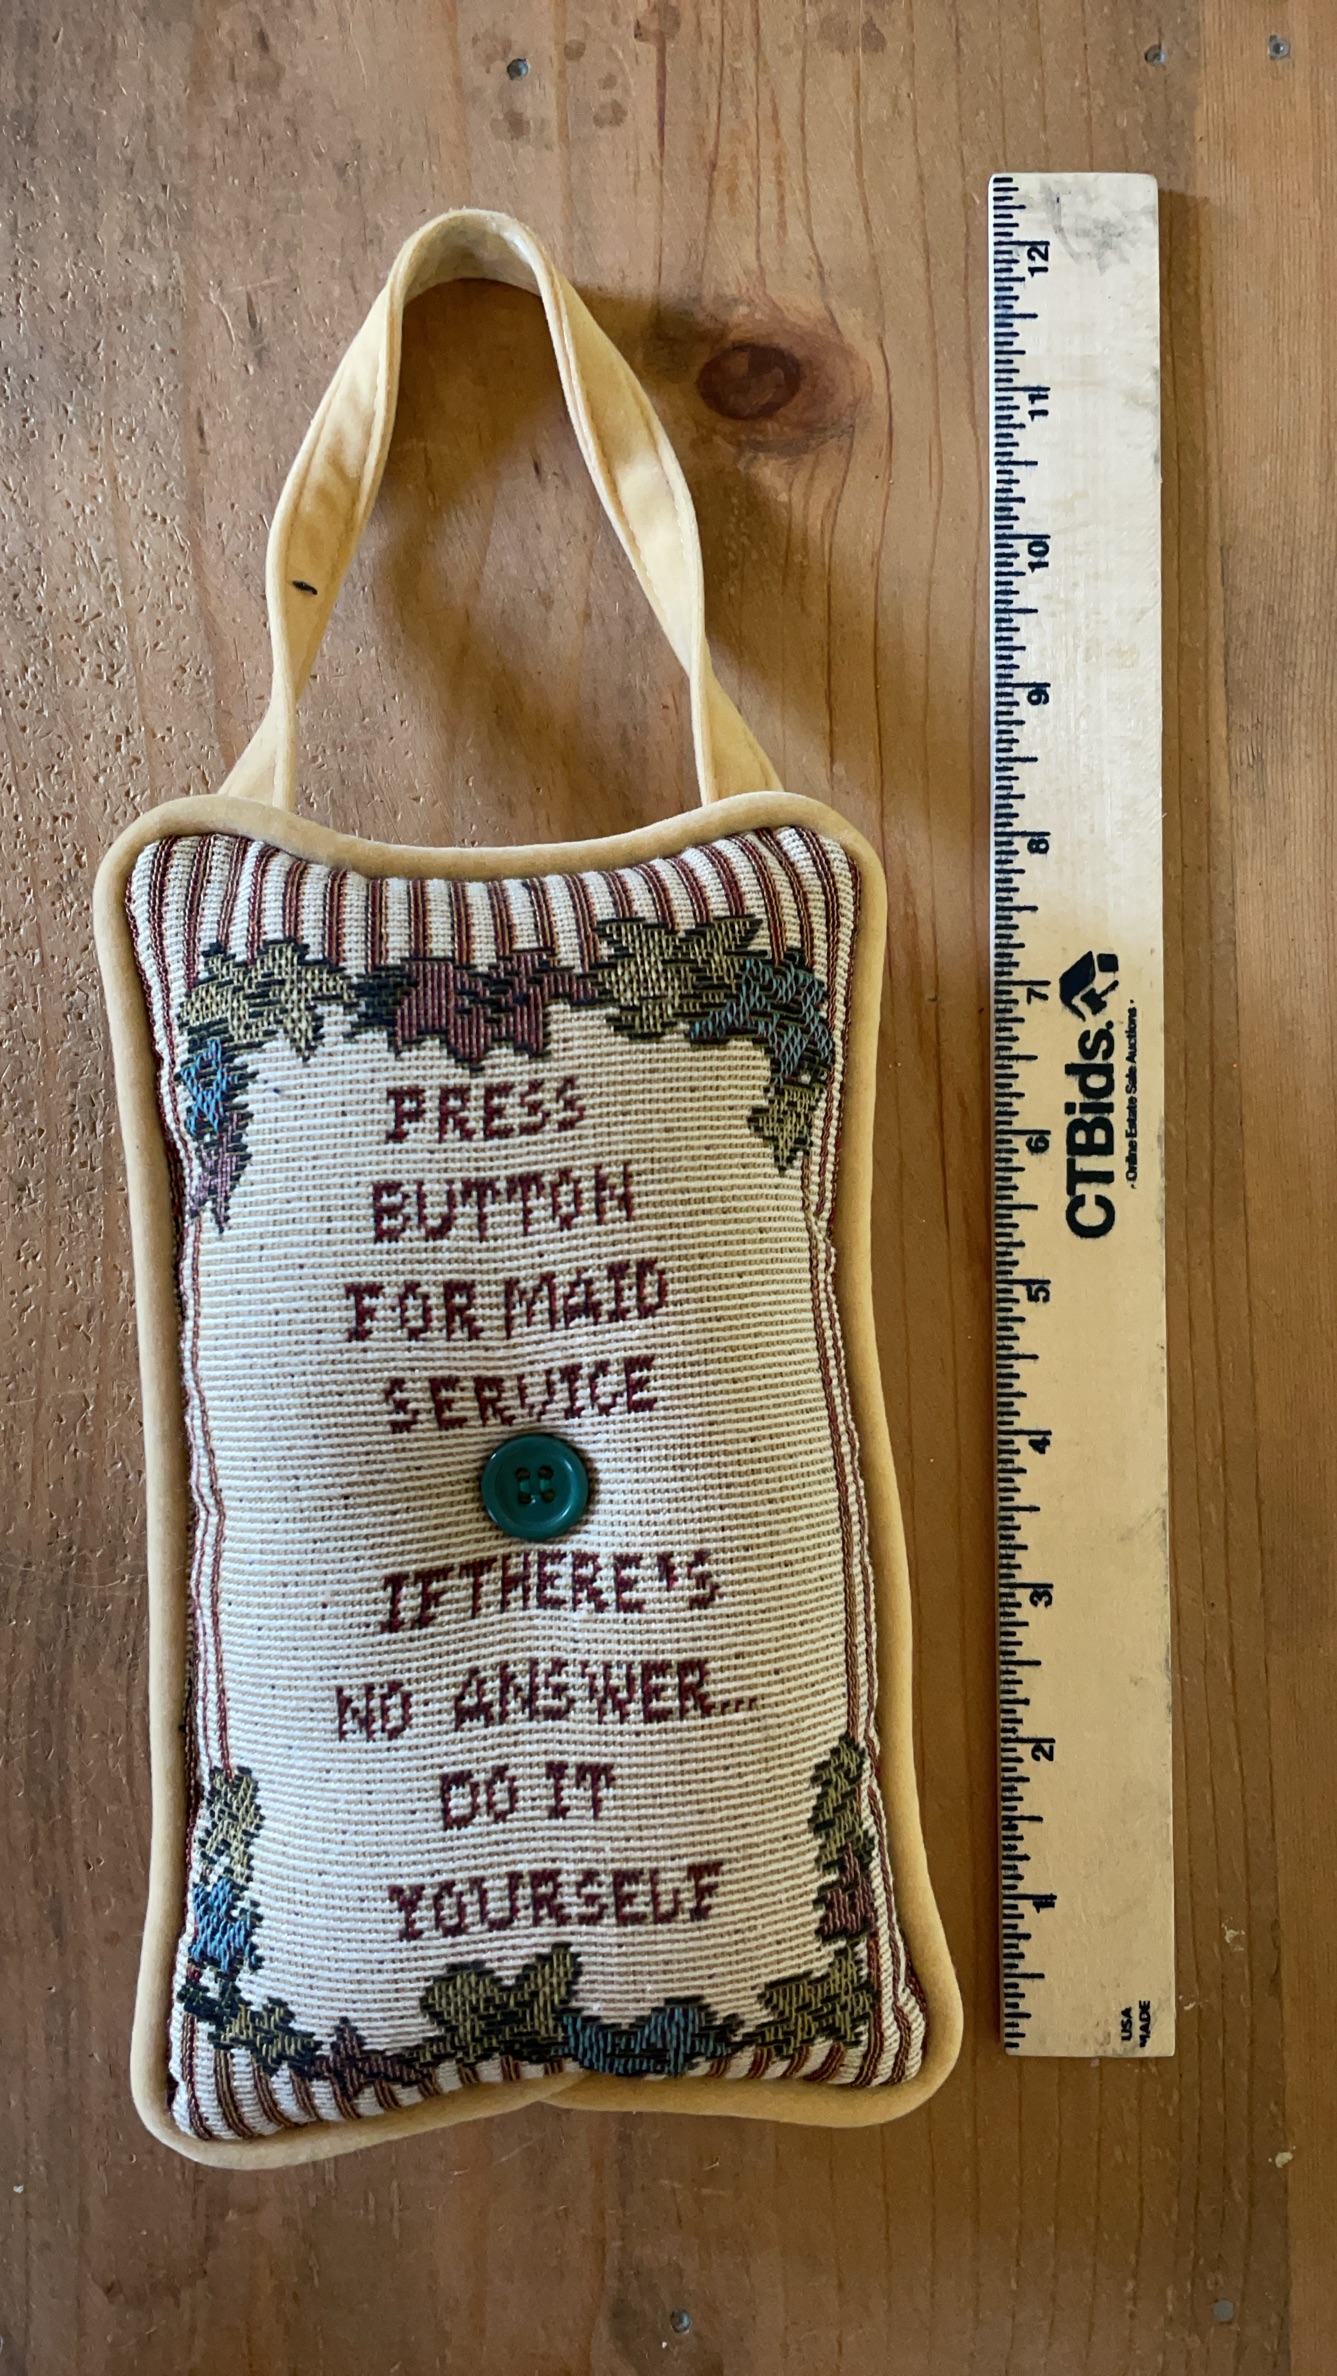 PRESS
BUTTON
FOR MAID
SERVICE
IF THERE'S
NO ANSWER...
DO IT
YOURSELF
12
11
10
9
8
7
6
5
4
3
2
1
CTBids.
Online Estate Sale Auctions
MADE
USA